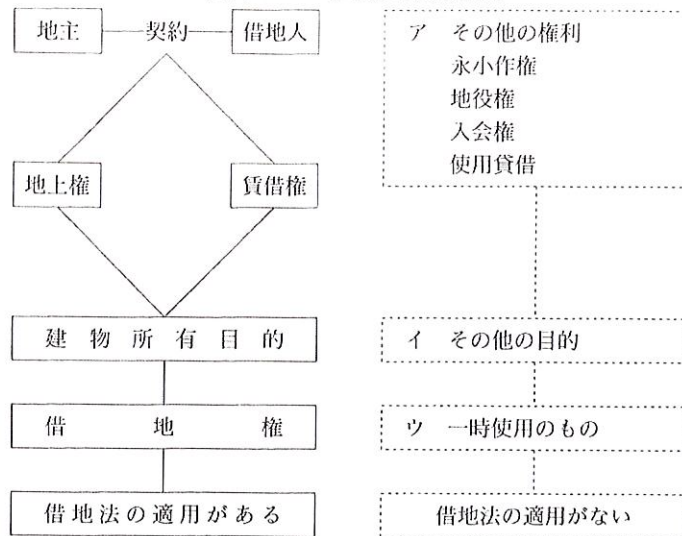 地主 契約 借地人
地上権 賃借権
建物所有目的
借地権
借地法の適用がある
ア その他の権利
永小作権
地役権
入会権
使用貸借
イ その他の目的
ウ 一時使用のもの
借地法の適用がない